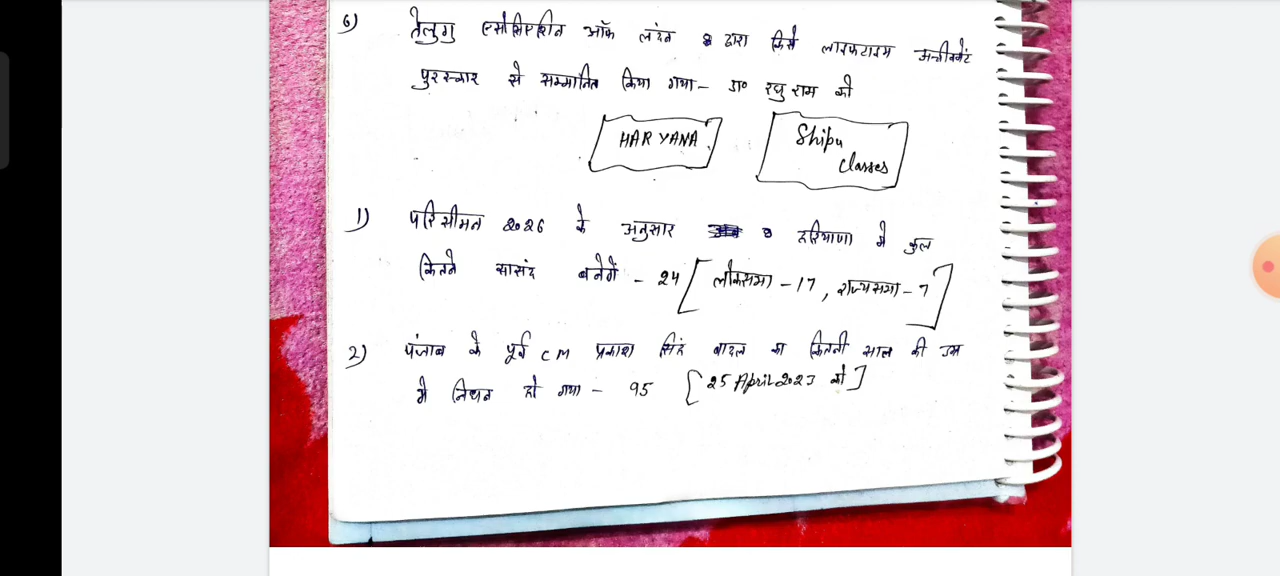 6) तेलुगु एसोसिएशन ऑफ लंदन द्वारा किसे लाइफटाइम अचीवमेंट
पुरस्कार से सम्मानित किया गया - डा० रघु राम को
HARYANA
Shipu
Classes
1) परिसीमन 2026 के अनुसार हरियाणा मे कुल
कितने सासंद बनेगें - 24 [लोकसभा - 17, राज्यसभा - 7]
2) पंजाब के पूर्व CM प्रकाश सिंह बादल का कितनी साल की उम्र
मे निधन हो गया - 95 [25 April 2023 को]